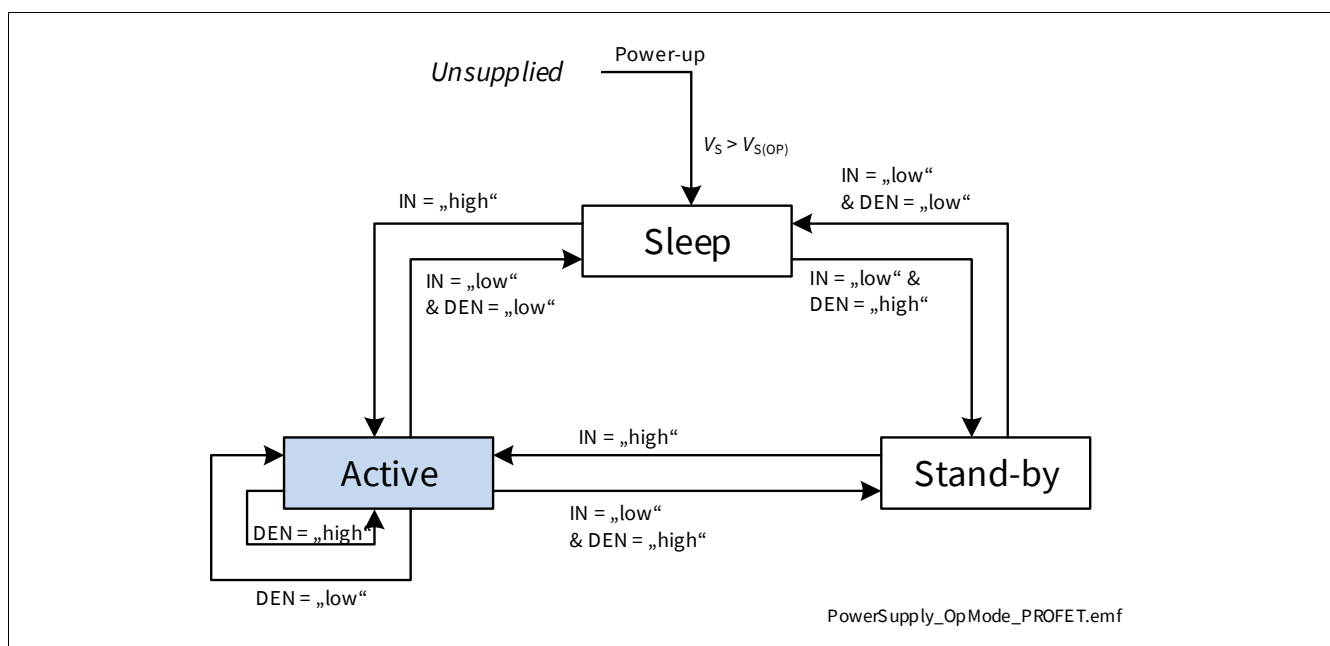 Power-up
Unsupplied
VS > VS(OP)
IN = „low“
& DEN = „low“
IN = „high“
Sleep
IN = „low“
& DEN = „low“
IN = „low“ &
DEN = „high“
IN = „high“
Active
Stand-by
DEN = „high“
IN = „low“
& DEN = „high“
DEN = „low“
PowerSupply_OpMode_PROFET.emf